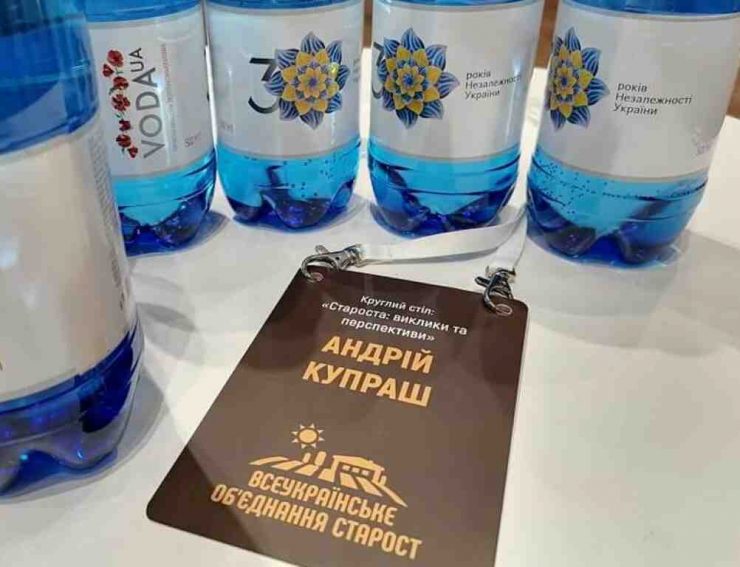 VODA UA
30
років
Незалежності
України
років
Незалежності
України
Круглий стіл:
«Староста: виклики та
перспективи»
АНДРІЙ
КУПРАШ
ВСЕУКРАЇНСЬКЕ
ОБ'ЄДНАННЯ СТАРОСТ